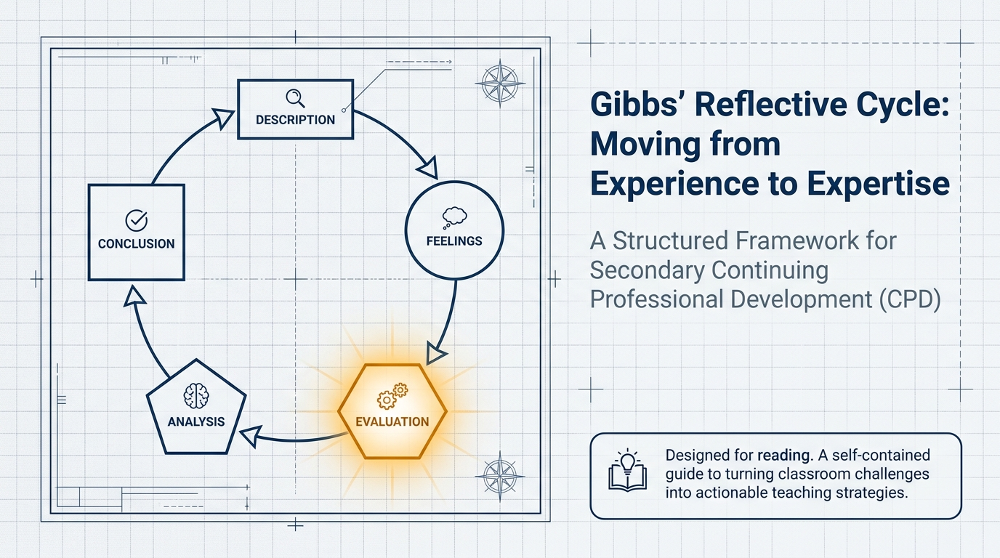 DESCRIPTION
FEELINGS
EVALUATION
ANALYSIS
CONCLUSION
Gibbs’ Reflective Cycle:
Moving from
Experience to Expertise
A Structured Framework for
Secondary Continuing
Professional Development (CPD)
Designed for reading. A self-contained
guide to turning classroom challenges
into actionable teaching strategies.